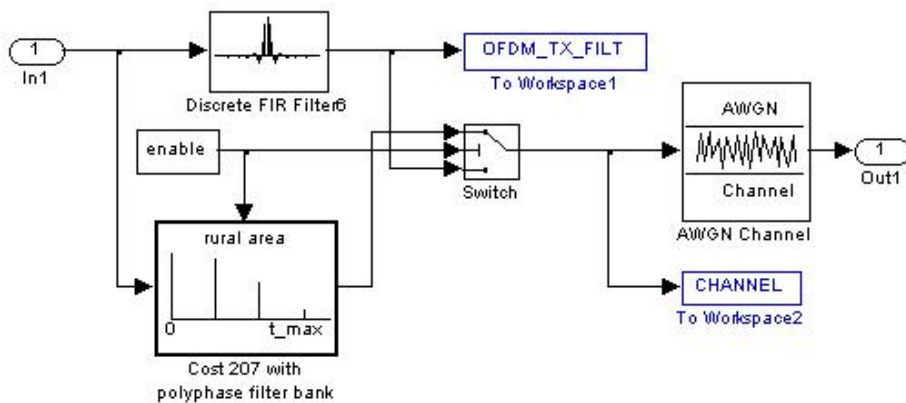 1
In1
Discrete FIR Filter6
OFDM_TX_FILT
To Workspace1
enable
Switch
AWGN
Channel
AWGN Channel
1
Out1
rural area
0
t_max
Cost 207 with
polyphase filter bank
CHANNEL
To Workspace2